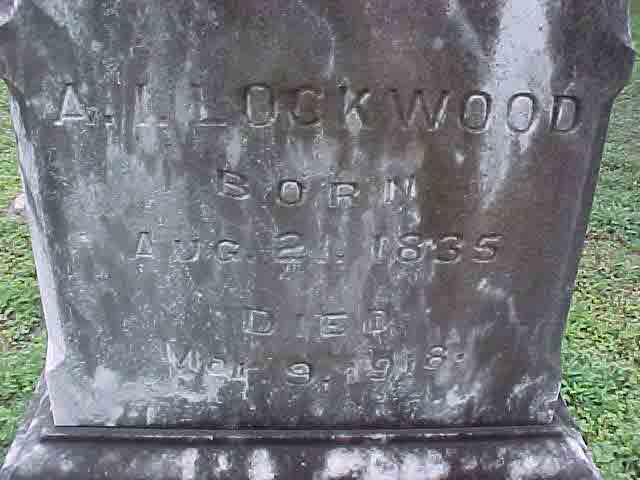 A. I. LOCKWOOD
BORN
AUG. 21. 1835
DIED
9, 1918.